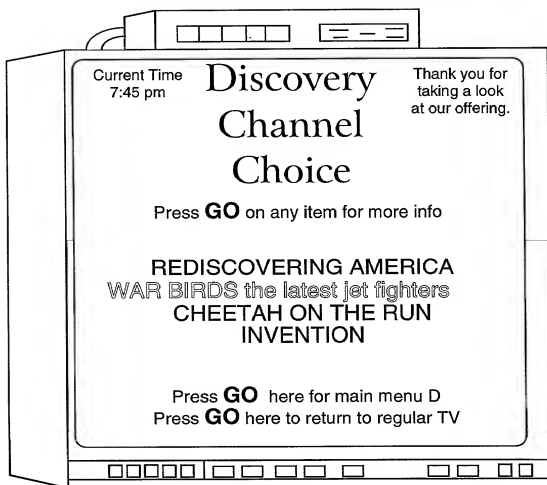 Current Time
7:45 pm
Discovery
Channel
Choice
Thank you for
taking a look
at our offering.
Press GO on any item for more info
REDISCOVERING AMERICA
WAR BIRDS the latest jet fighters
CHEETAH ON THE RUN
INVENTION
Press GO here for main menu D
Press GO here to return to regular TV